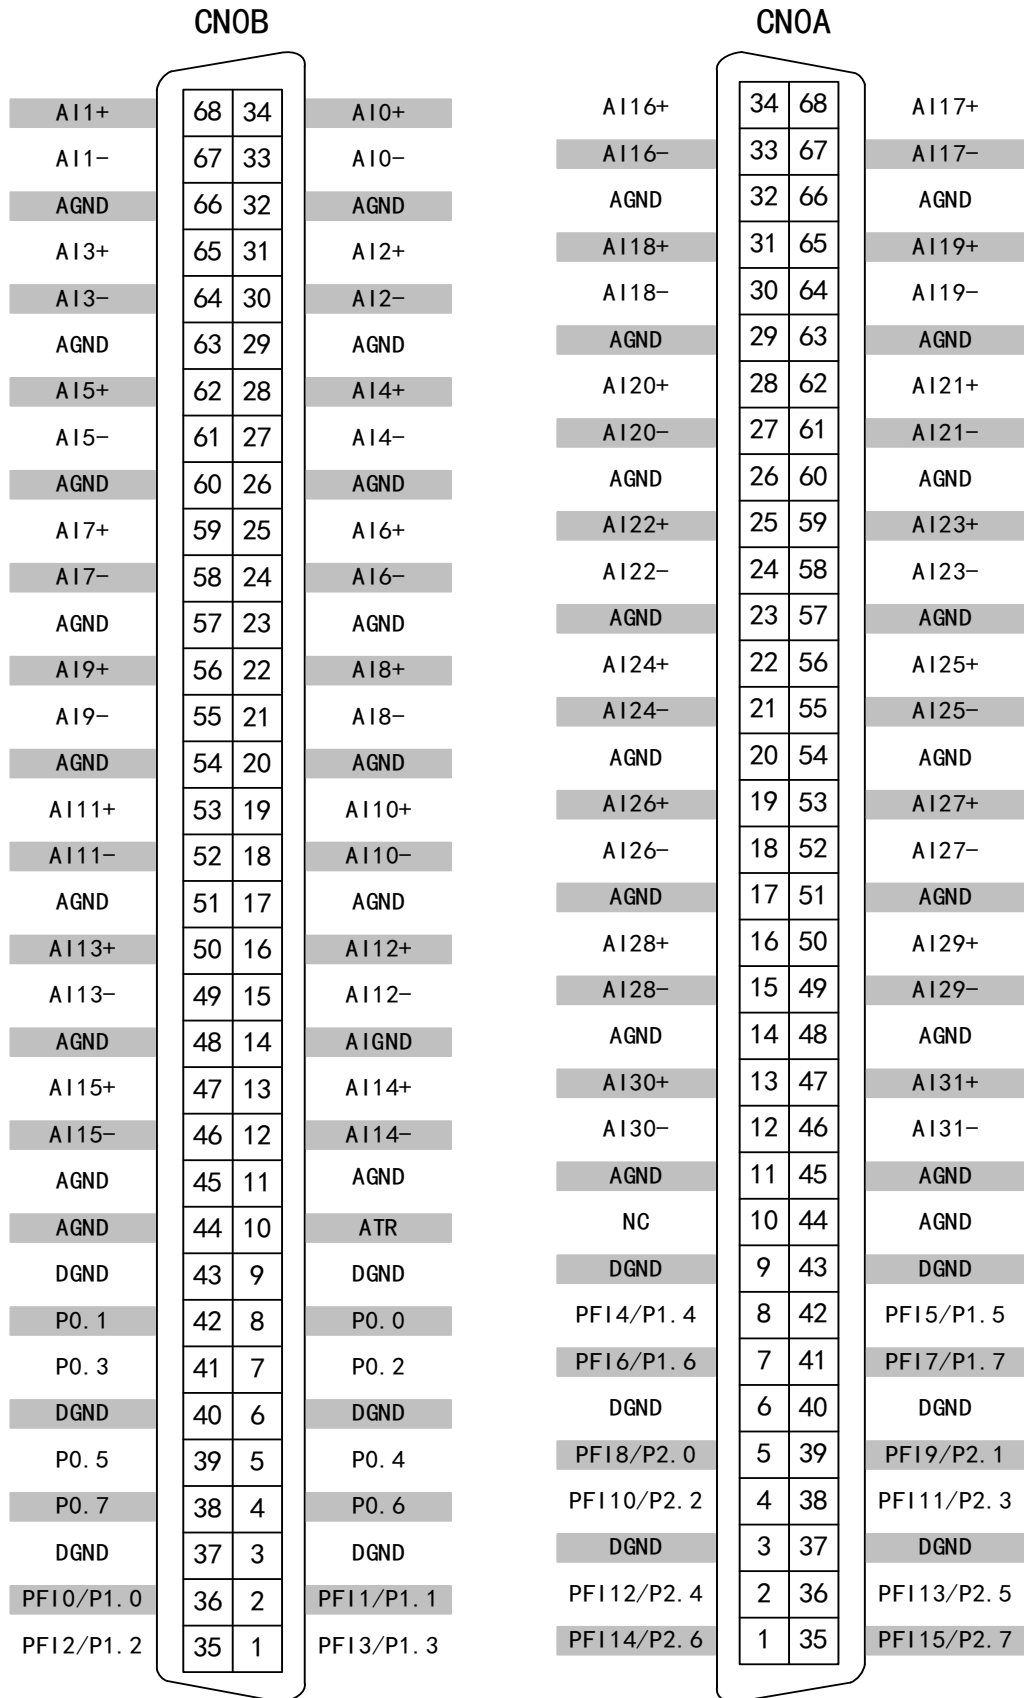 CN0B CN0A
AI1+ 68 34 AI0+ AI16+ 34 68 AI17+
AI1- 67 33 AI0- AI16- 33 67 AI17-
AGND 66 32 AGND AGND 32 66 AGND
AI3+ 65 31 AI2+ AI18+ 31 65 AI19+
AI3- 64 30 AI2- AI18- 30 64 AI19-
AGND 63 29 AGND AGND 29 63 AGND
AI5+ 62 28 AI4+ AI20+ 28 62 AI21+
AI5- 61 27 AI4- AI20- 27 61 AI21-
AGND 60 26 AGND AGND 26 60 AGND
AI7+ 59 25 AI6+ AI22+ 25 59 AI23+
AI7- 58 24 AI6- AI22- 24 58 AI23-
AGND 57 23 AGND AGND 23 57 AGND
AI9+ 56 22 AI8+ AI24+ 22 56 AI25+
AI9- 55 21 AI8- AI24- 21 55 AI25-
AGND 54 20 AGND AGND 20 54 AGND
AI11+ 53 19 AI10+ AI26+ 19 53 AI27+
AI11- 52 18 AI10- AI26- 18 52 AI27-
AGND 51 17 AGND AGND 17 51 AGND
AI13+ 50 16 AI12+ AI28+ 16 50 AI29+
AI13- 49 15 AI12- AI28- 15 49 AI29-
AGND 48 14 AIGND AGND 14 48 AGND
AI15+ 47 13 AI14+ AI30+ 13 47 AI31+
AI15- 46 12 AI14- AI30- 12 46 AI31-
AGND 45 11 AGND AGND 11 45 AGND
AGND 44 10 ATR NC 10 44 AGND
DGND 43 9 DGND DGND 9 43 DGND
P0.1 42 8 P0.0 PFI4/P1.4 8 42 PFI5/P1.5
P0.3 41 7 P0.2 PFI6/P1.6 7 41 PFI7/P1.7
DGND 40 6 DGND DGND 6 40 DGND
P0.5 39 5 P0.4 PFI8/P2.0 5 39 PFI9/P2.1
P0.7 38 4 P0.6 PFI10/P2.2 4 38 PFI11/P2.3
DGND 37 3 DGND DGND 3 37 DGND
PFI0/P1.0 36 2 PFI1/P1.1 PFI12/P2.4 2 36 PFI13/P2.5
PFI2/P1.2 35 1 PFI3/P1.3 PFI14/P2.6 1 35 PFI15/P2.7